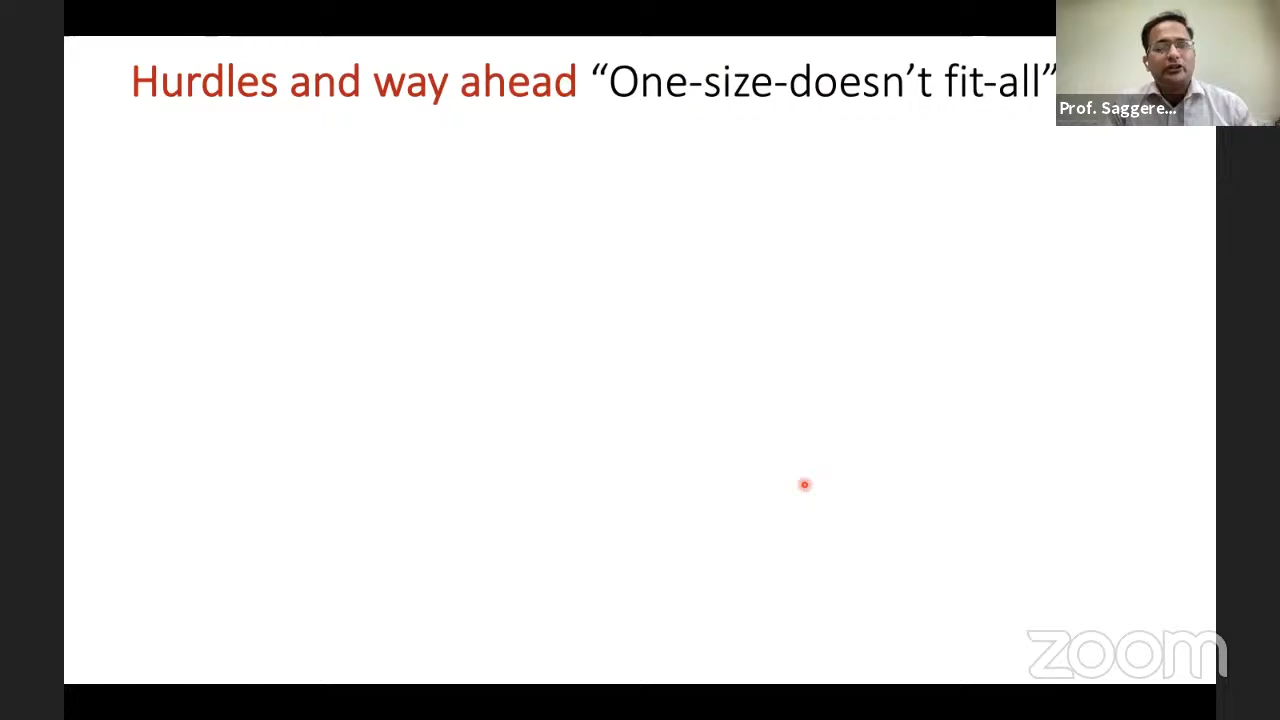 Hurdles and way ahead “One-size-doesn’t fit-all”
Prof. Saggere...
zoom